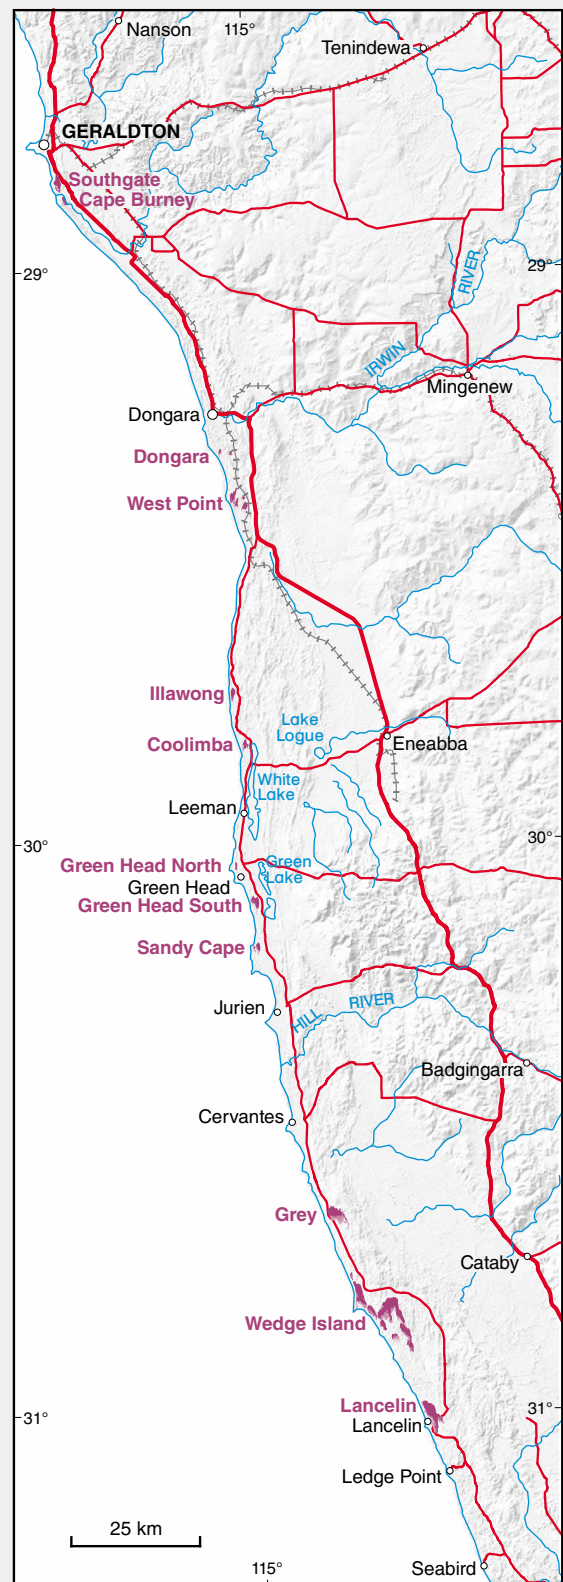 Nanson
115°
Tenindewa
GERALDTON
Southgate
Cape Burney
29°
29°
RIVER
IRWIN
Mingenew
Dongara
Dongara
West Point
Illawong
Lake
Logue
Coolimba
Eneabba
White
Lake
Leeman
30°
30°
Green Head North
Green
Lake
Green Head
Green Head South
Sandy Cape
Jurien
HILL
RIVER
Badgingarra
Cervantes
Grey
Cataby
Wedge Island
Lancelin
31°
31°
Lancelin
Ledge Point
25 km
115°
Seabird